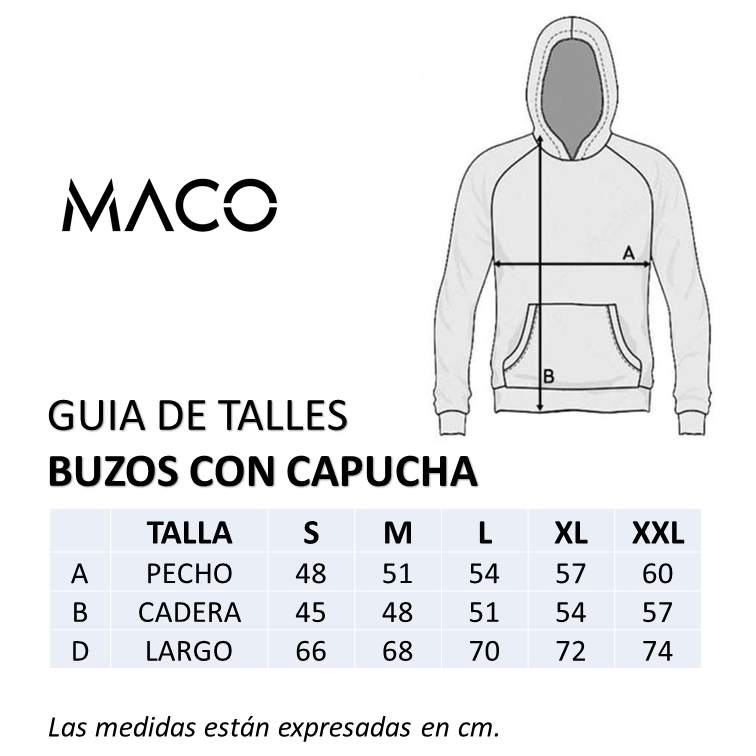 MACO
A
B
GUIA DE TALLES
BUZOS CON CAPUCHA
TALLA S M L XL XXL
A PECHO 48 51 54 57 60
B CADERA 45 48 51 54 57
D LARGO 66 68 70 72 74
Las medidas están expresadas en cm.